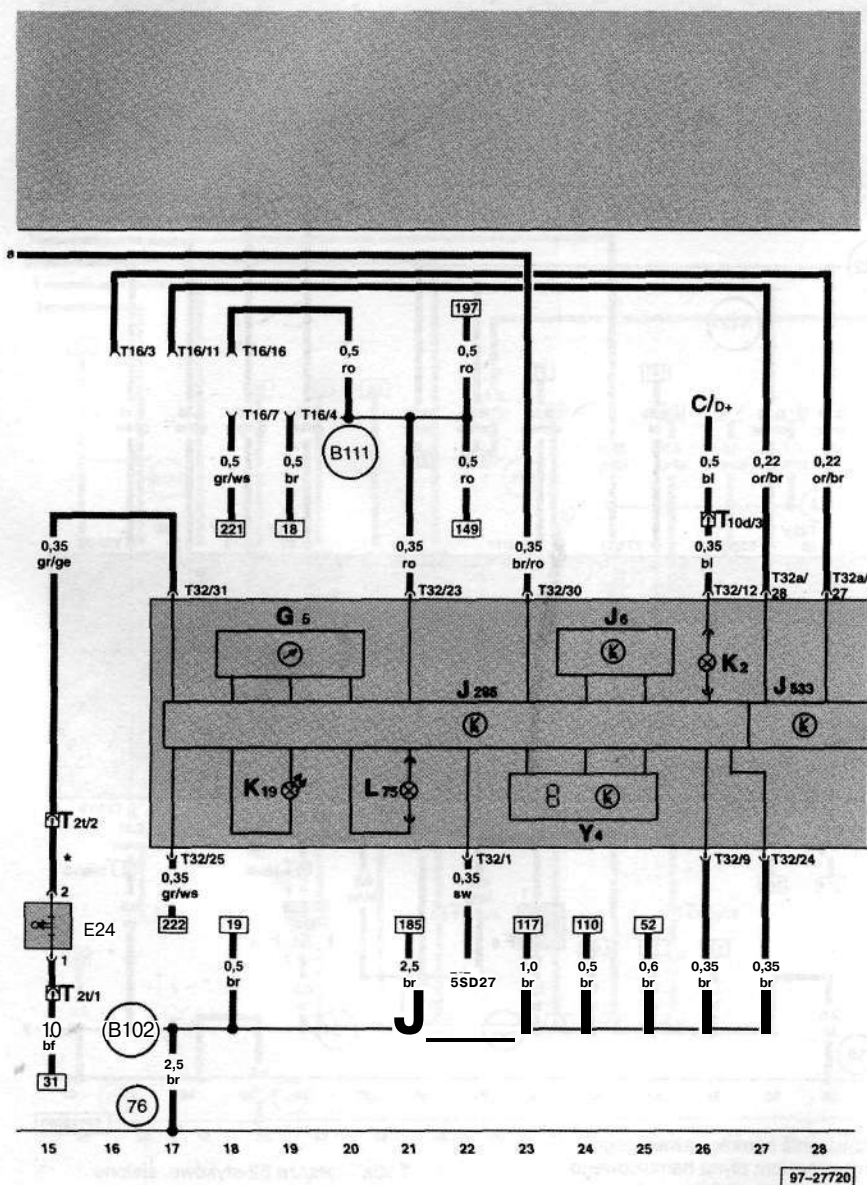 a
197
T16/3 T16/11 T16/16
0,5
ro
0,5
ro
C/D+
T16/7 T16/4
B111
0,5
gr/ws
0,5
br
0,5
ro
0,5
bl
0,22
or/br
0,22
or/br
221
18
149
T10d/3
0,35
gr/ge
0,35
ro
0,35
br/ro
0,35
bl
T32/31
T32/23
T32/30
T32/12
T32a/
28
T32a/
27
G5
J6
K2
J285
J533
K19
L75
Y4
T2t/2
*
2
T32/25
T32/1
T32/9
T32/24
0,35
gr/ws
0,35
sw
E24
222
19
185
117
110
52
1
T2t/1
0,5
br
2,5
br
5SD27
1,0
br
0,5
br
0,6
br
0,35
br
0,35
br
10
bf
B102
31
2,5
br
76
15 16 17 18 19 20 21 22 23 24 25 26 27 28
97-27720